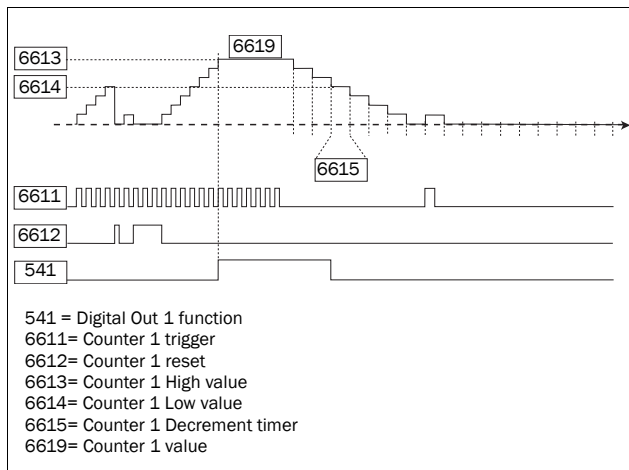 6619
6613
6614
6615
6611
6612
541
541 = Digital Out 1 function
6611= Counter 1 trigger
6612= Counter 1 reset
6613= Counter 1 High value
6614= Counter 1 Low value
6615= Counter 1 Decrement timer
6619= Counter 1 value